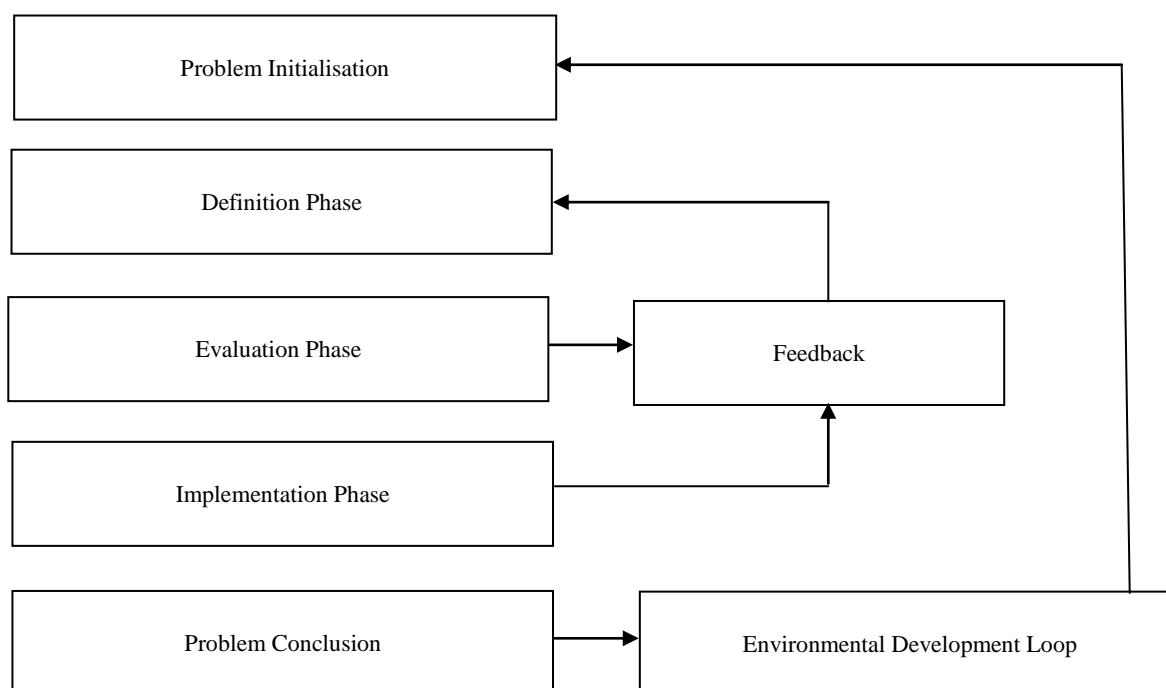 Problem Initialisation
Definition Phase
Evaluation Phase
Feedback
Implementation Phase
Problem Conclusion
Environmental Development Loop